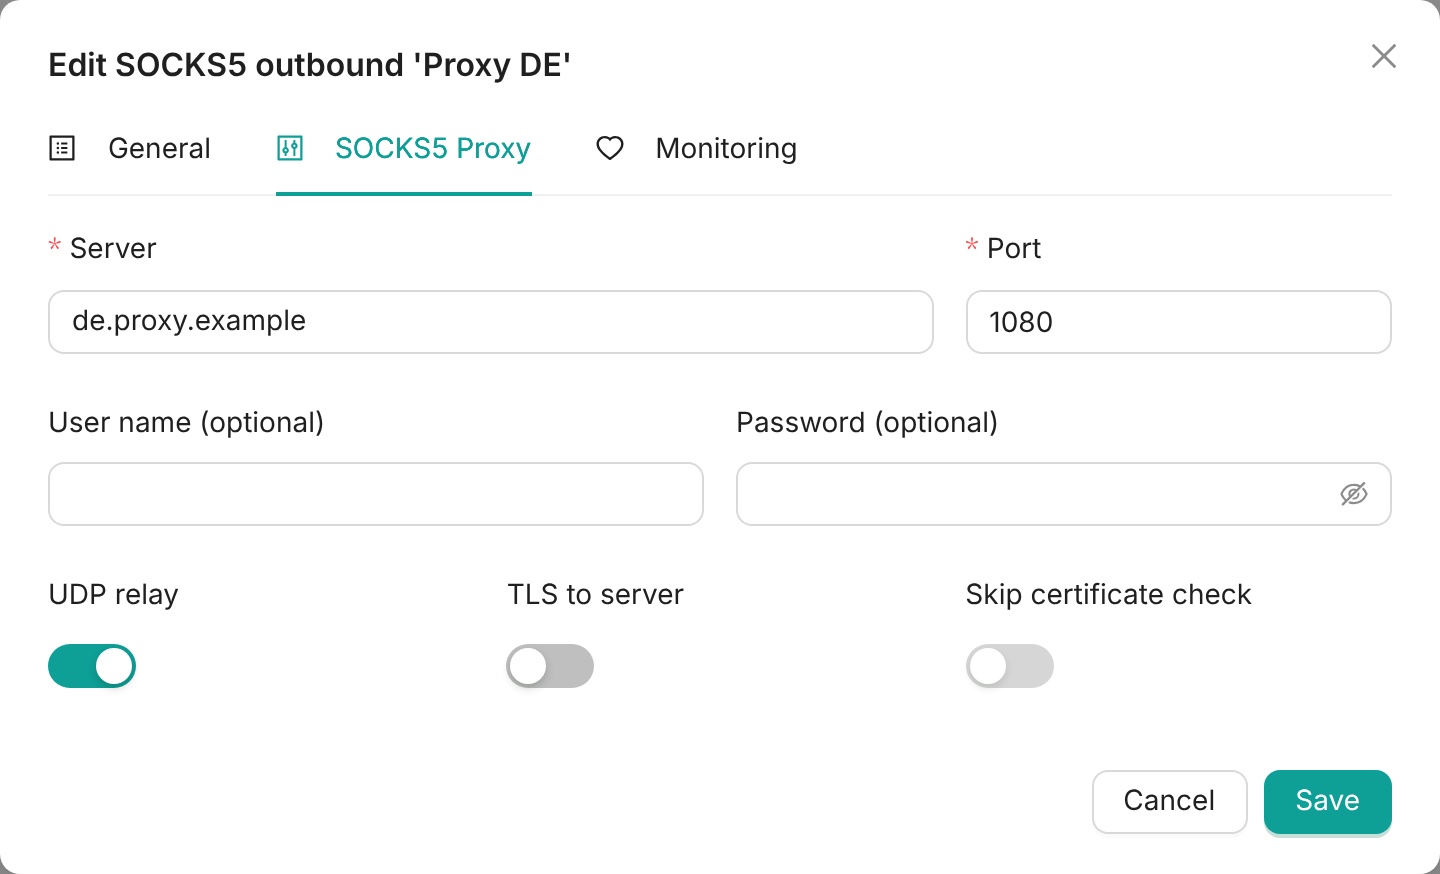 Edit SOCKS5 outbound 'Proxy DE'
General SOCKS5 Proxy Monitoring
* Server * Port
de.proxy.example 1080
User name (optional) Password (optional)
UDP relay TLS to server Skip certificate check
Cancel Save